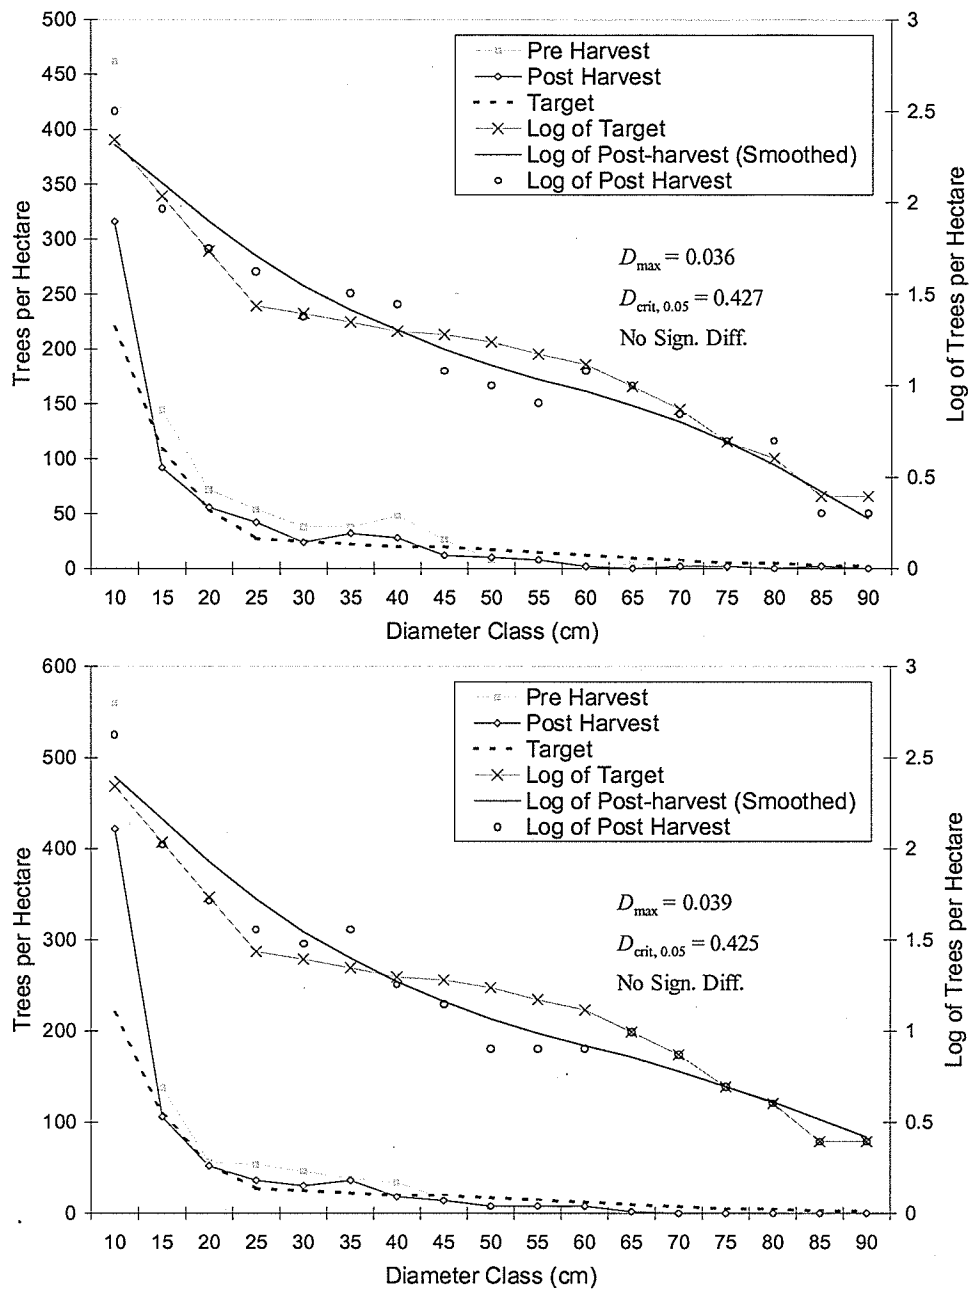 500
450
400
350
300
250
200
150
100
50
0
Trees per Hectare
3
2.5
2
1.5
1
0.5
0
Log of Trees per Hectare
Pre Harvest
Post Harvest
Target
Log of Target
Log of Post-harvest (Smoothed)
Log of Post Harvest
Dmax = 0.036
Dcrit, 0.05 = 0.427
No Sign. Diff.
10 15 20 25 30 35 40 45 50 55 60 65 70 75 80 85 90
Diameter Class (cm)
600
500
400
300
200
100
0
Trees per Hectare
3
2.5
2
1.5
1
0.5
0
Log of Trees per Hectare
Pre Harvest
Post Harvest
Target
Log of Target
Log of Post-harvest (Smoothed)
Log of Post Harvest
Dmax = 0.039
Dcrit, 0.05 = 0.425
No Sign. Diff.
10 15 20 25 30 35 40 45 50 55 60 65 70 75 80 85 90
Diameter Class (cm)